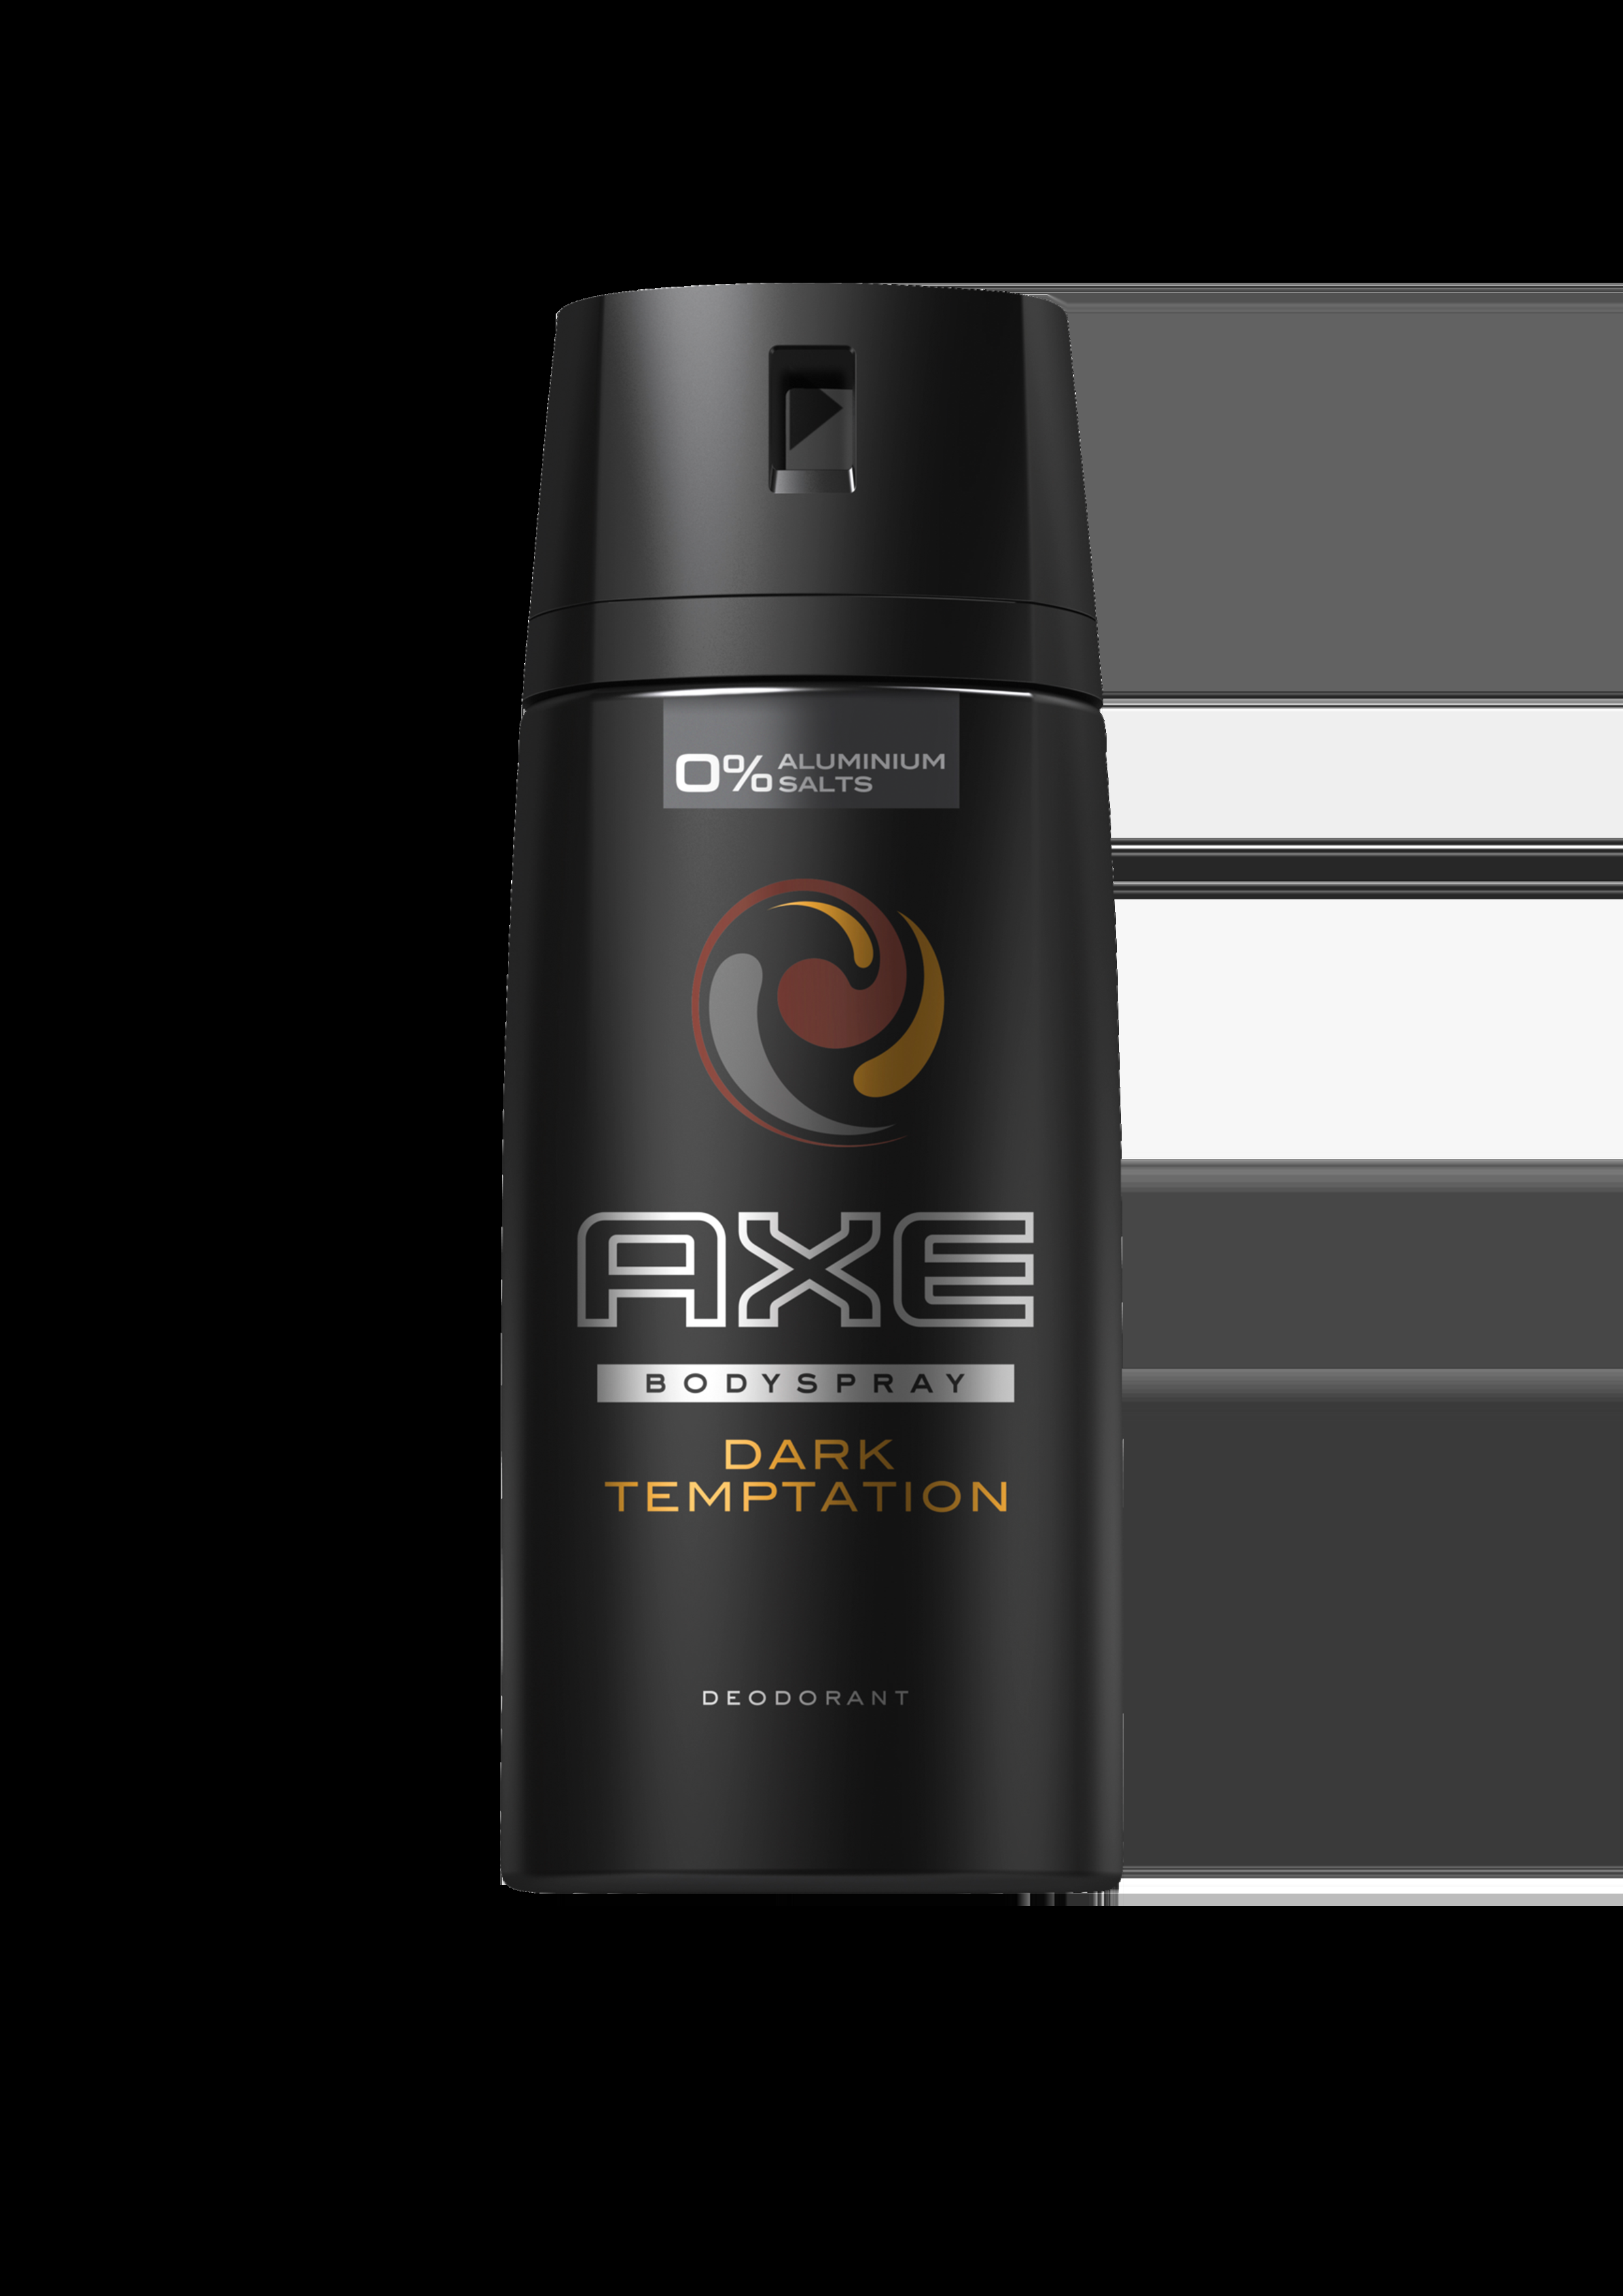 0% ALUMINIUM
SALTS
AXE
BODYSPRAY
DARK
TEMPTATION
DEODORANT